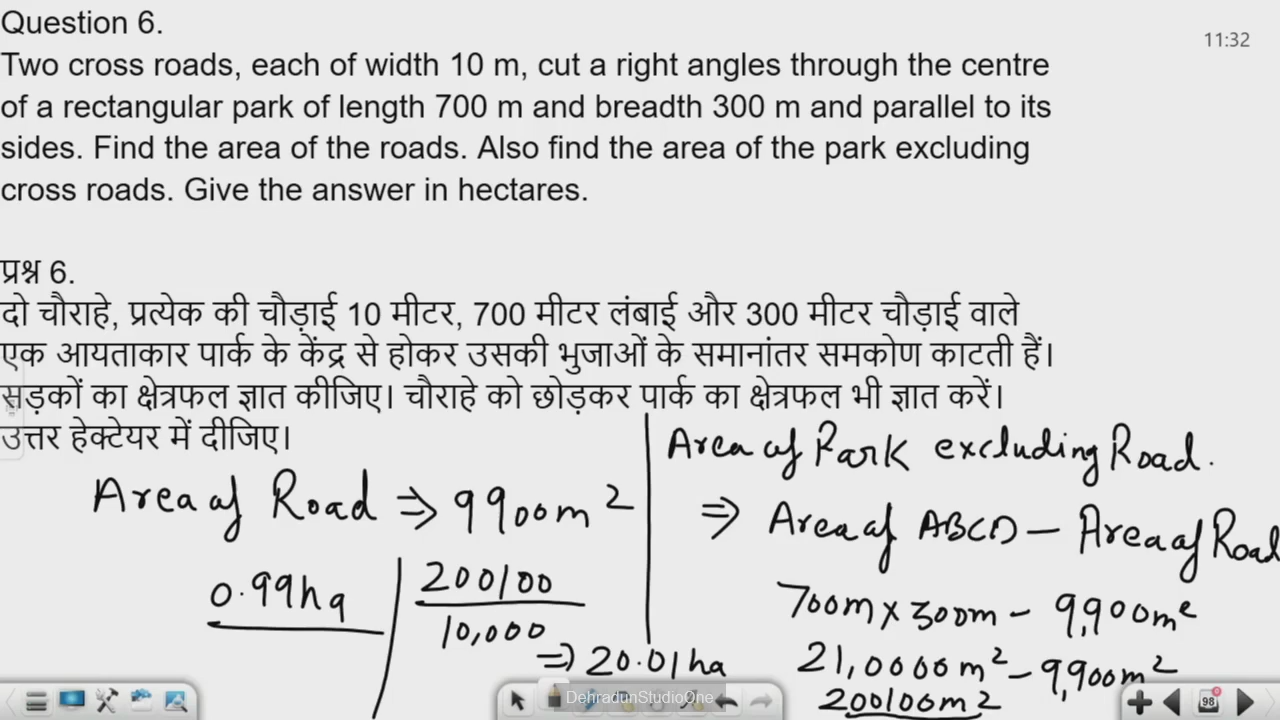 Question 6.
11:32
Two cross roads, each of width 10 m, cut a right angles through the centre
of a rectangular park of length 700 m and breadth 300 m and parallel to its
sides. Find the area of the roads. Also find the area of the park excluding
cross roads. Give the answer in hectares.
प्रश्न 6.
दो चौराहे, प्रत्येक की चौड़ाई 10 मीटर, 700 मीटर लंबाई और 300 मीटर चौड़ाई वाले
एक आयताकार पार्क के केंद्र से होकर उसकी भुजाओं के समानांतर समकोण काटती हैं।
सड़कों का क्षेत्रफल ज्ञात कीजिए। चौराहे को छोड़कर पार्क का क्षेत्रफल भी ज्ञात करें।
उत्तर हेक्टेयर में दीजिए।
Area of Road ⇒ 9900m²
0.99ha
200100
10,000
⇒ 20.01ha
Area of Park excluding Road.
⇒ Area of ABCD – Area of Road
700m x 300m – 9,900m²
21,0000m² – 9,900m²
200100m²
DehradunStudioOne
98